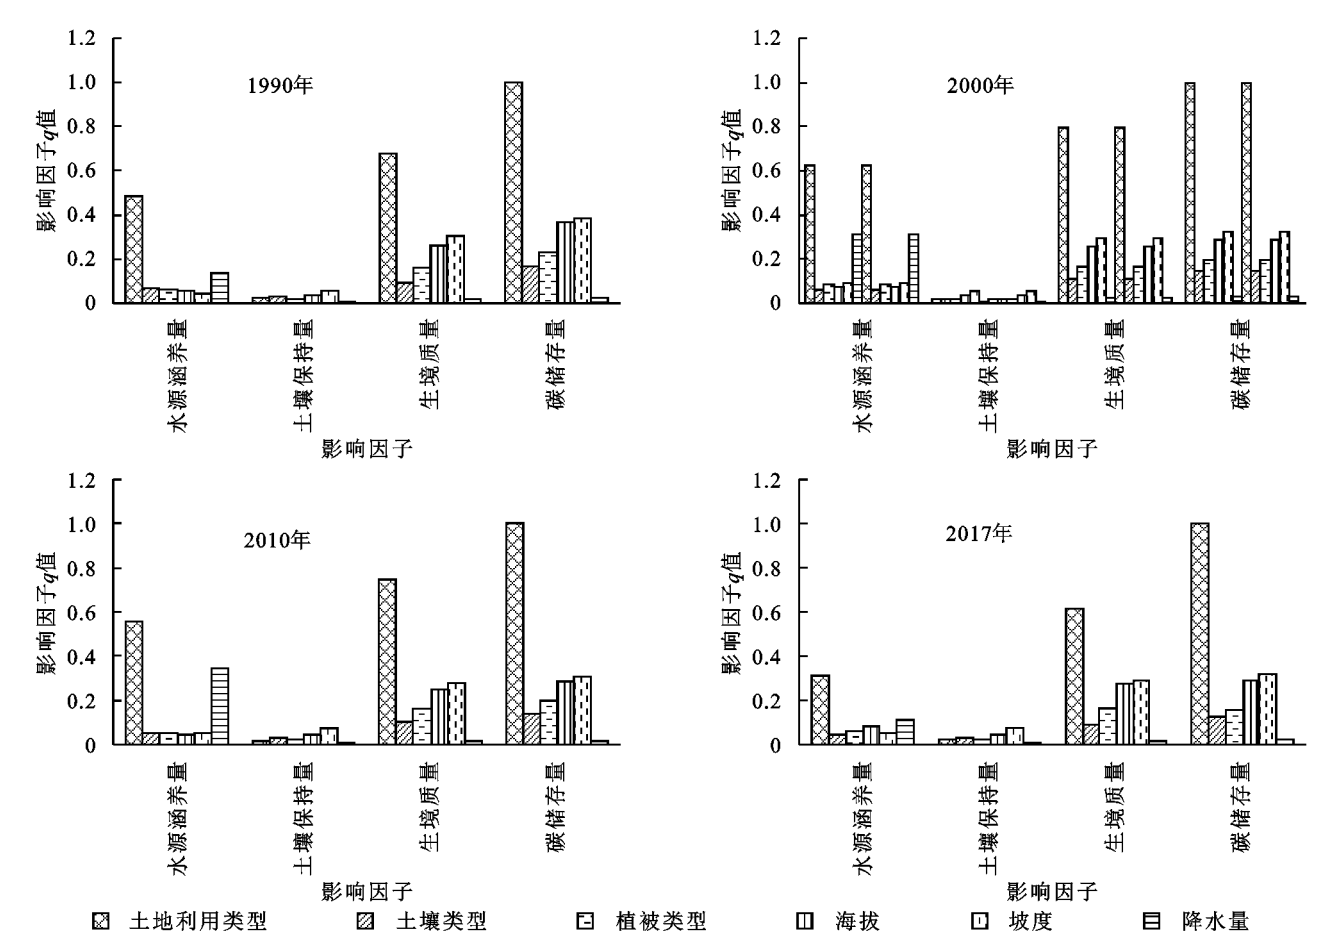 1.2
1.0
0.8
0.6
0.4
0.2
0
影响因子q值
1990年
水源涵养量
土壤保持量
生境质量
碳储存量
影响因子
1.2
1.0
0.8
0.6
0.4
0.2
0
影响因子q值
2000年
水源涵养量
土壤保持量
生境质量
碳储存量
影响因子
1.2
1.0
0.8
0.6
0.4
0.2
0
影响因子q值
2010年
水源涵养量
土壤保持量
生境质量
碳储存量
影响因子
1.2
1.0
0.8
0.6
0.4
0.2
0
影响因子q值
2017年
水源涵养量
土壤保持量
生境质量
碳储存量
影响因子
土地利用类型 土壤类型 植被类型 海拔 坡度 降水量